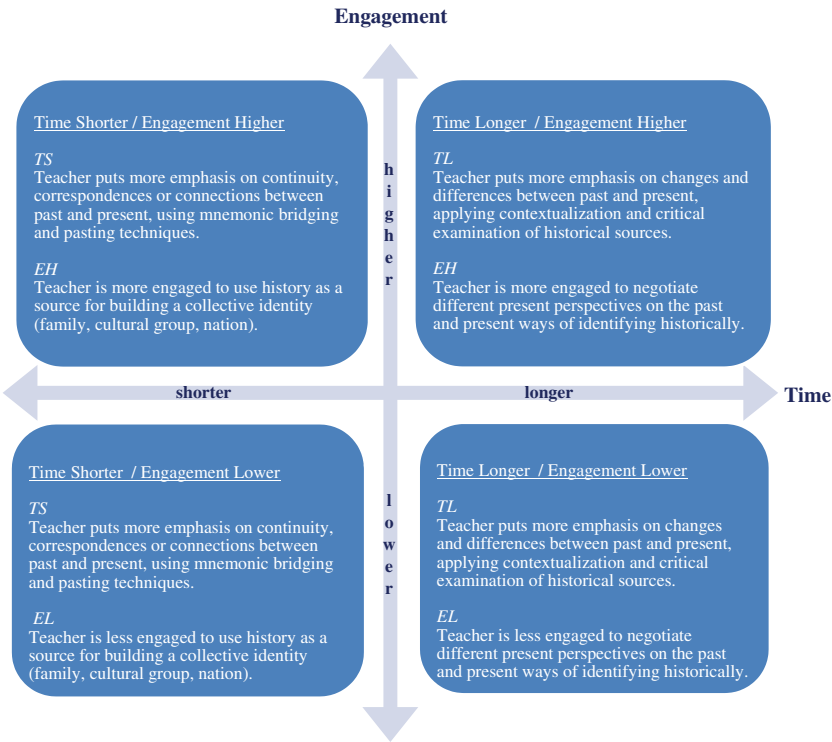 Engagement
Time Shorter / Engagement Higher
TS
Teacher puts more emphasis on continuity,
correspondences or connections between
past and present, using mnemonic bridging
and pasting techniques.
EH
Teacher is more engaged to use history as a
source for building a collective identity
(family, cultural group, nation).
higher
Time Longer / Engagement Higher
TL
Teacher puts more emphasis on changes and
differences between past and present,
applying contextualization and critical
examination of historical sources.
EH
Teacher is more engaged to negotiate
different present perspectives on the past
and present ways of identifying historically.
shorter
longer
Time
Time Shorter / Engagement Lower
TS
Teacher puts more emphasis on continuity,
correspondences or connections between
past and present, using mnemonic bridging
and pasting techniques.
EL
Teacher is less engaged to use history as a
source for building a collective identity
(family, cultural group, nation).
lower
Time Longer / Engagement Lower
TL
Teacher puts more emphasis on changes
and differences between past and present,
applying contextualization and critical
examination of historical sources.
EL
Teacher is less engaged to negotiate
different present perspectives on the past
and present ways of identifying historically.